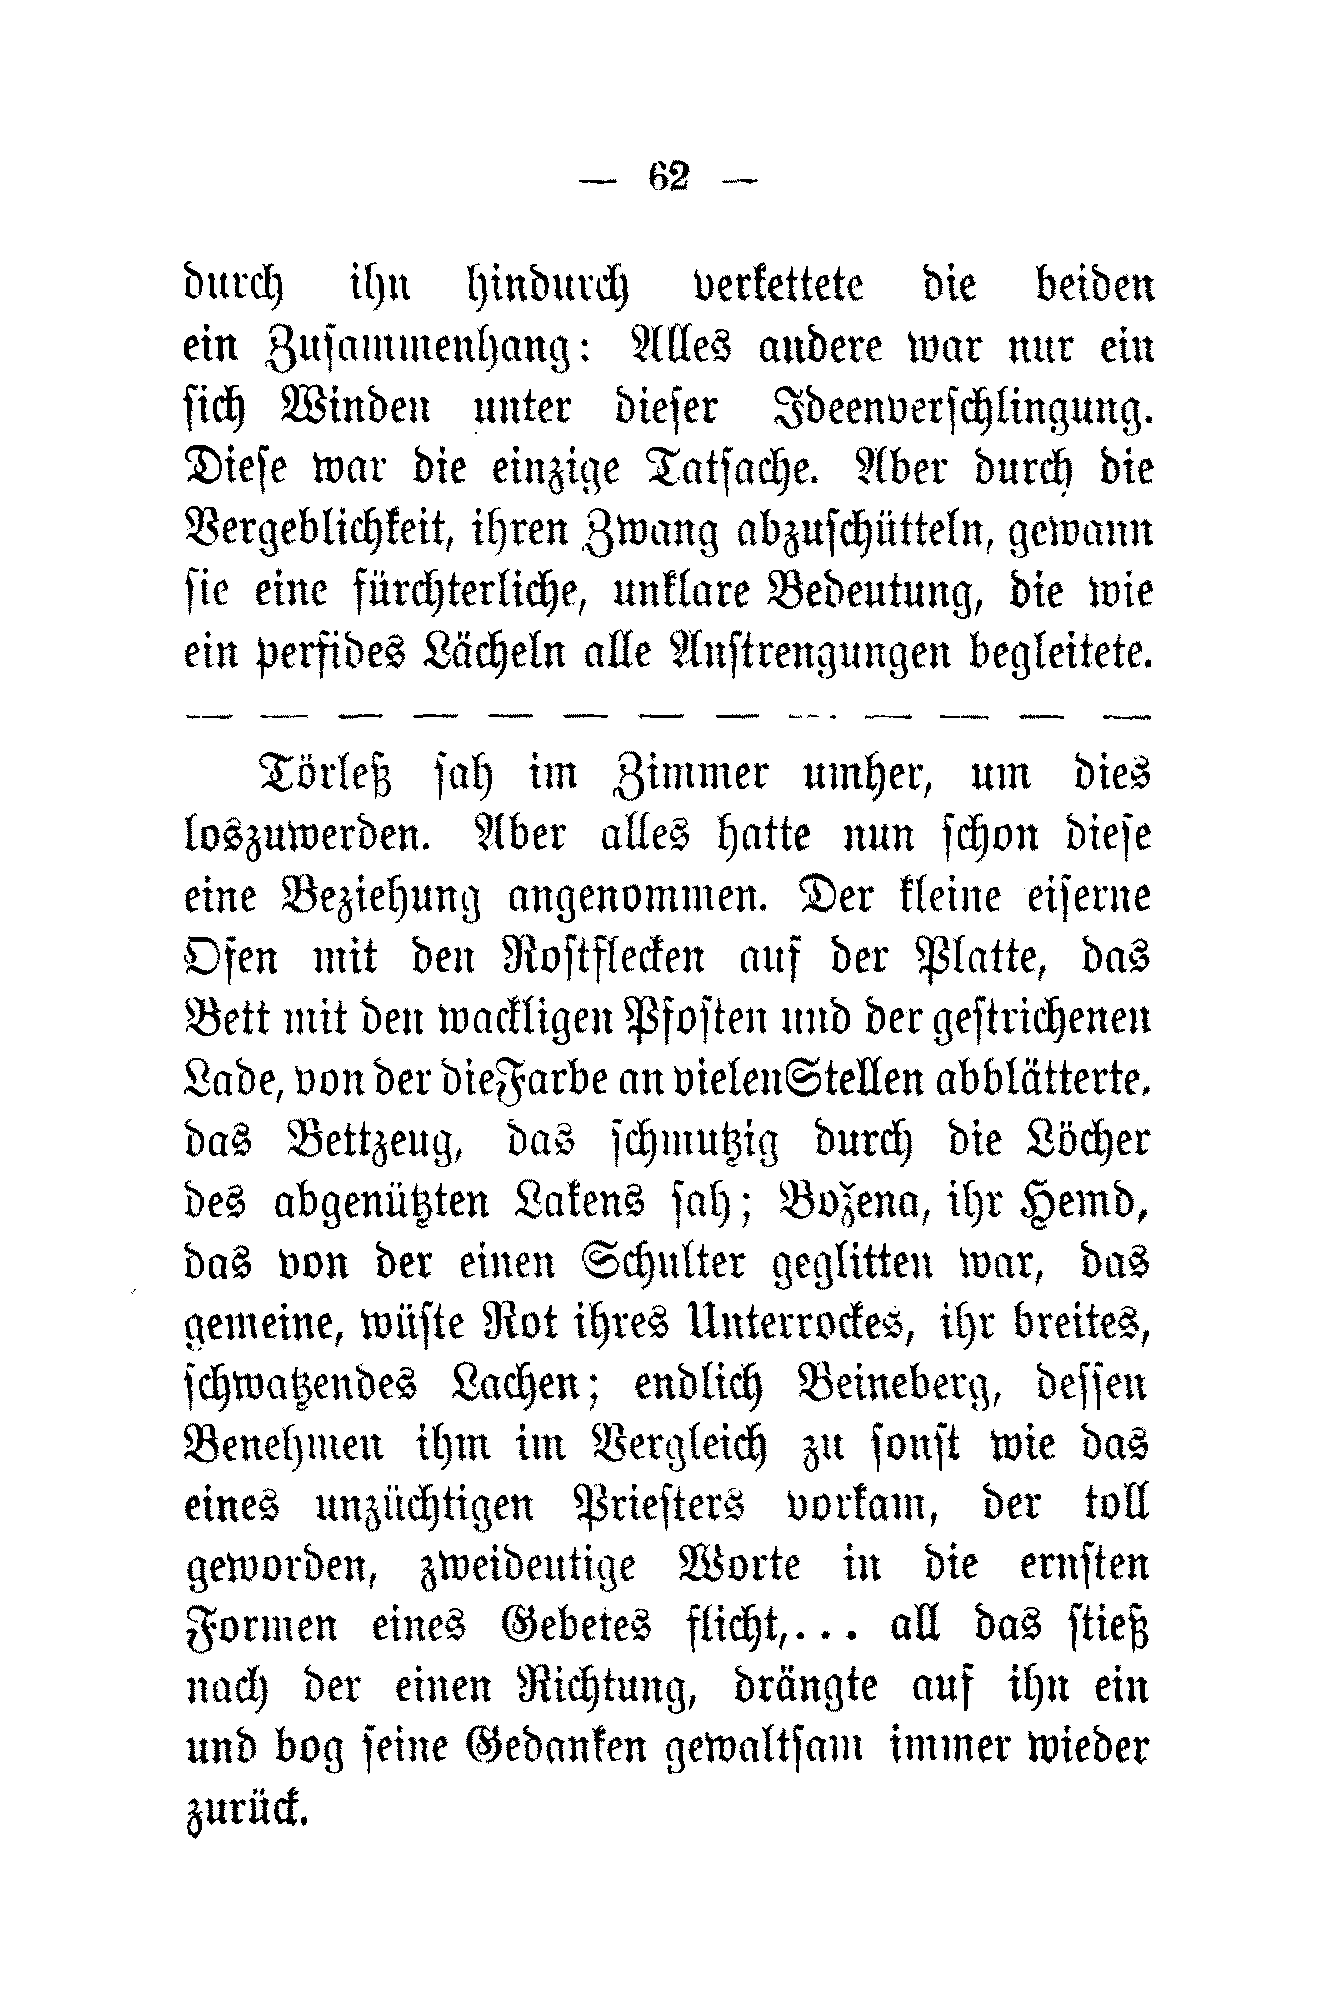 — 62 —
durch ihn hindurch verkettete die beiden
ein Zusammenhang: Alles andere war nur ein
sich Winden unter dieser Ideenverschlingung.
Diese war die einzige Tatsache. Aber durch die
Vergeblichkeit, ihren Zwang abzuschütteln, gewann
sie eine fürchterliche, unklare Bedeutung, die wie
ein perfides Lächeln alle Anstrengungen begleitete.
— — — — — — — — — — — — —
Törleß sah im Zimmer umher, um dies
loszuwerden. Aber alles hatte nun schon diese
eine Beziehung angenommen. Der kleine eiserne
Ofen mit den Rostflecken auf der Platte, das
Bett mit den wackligen Pfosten und der gestrichenen
Lade, von der die Farbe an vielen Stellen abblätterte.
das Bettzeug, das schmutzig durch die Löcher
des abgenützten Lakens sah; Božena, ihr Hemd,
das von der einen Schulter geglitten war, das
gemeine, wüste Rot ihres Unterrockes, ihr breites,
schwatzendes Lachen; endlich Beineberg, dessen
Benehmen ihm im Vergleich zu sonst wie das
eines unzüchtigen Priesters vorkam, der toll
geworden, zweideutige Worte in die ernsten
Formen eines Gebetes flicht,... all das stieß
nach der einen Richtung, drängte auf ihn ein
und bog seine Gedanken gewaltsam immer wieder
zurück.